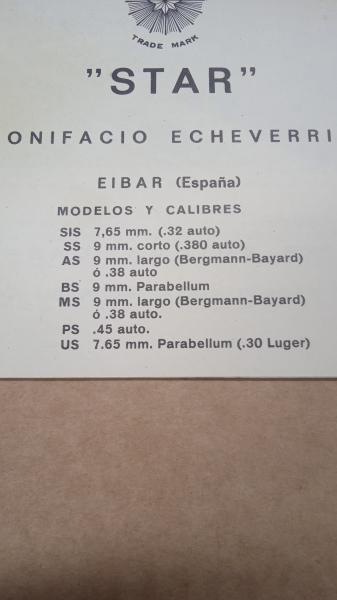 TRADE MARK
"STAR"
ONIFACIO ECHEVERRI
EIBAR (España)
MODELOS Y CALIBRES
SIS 7,65 mm. (.32 auto)
SS 9 mm. corto (.380 auto)
AS 9 mm. largo (Bergmann-Bayard)
ó .38 auto
BS 9 mm. Parabellum
MS 9 mm. largo (Bergmann-Bayard)
ó .38 auto.
PS .45 auto.
US 7.65 mm. Parabellum (.30 Luger)